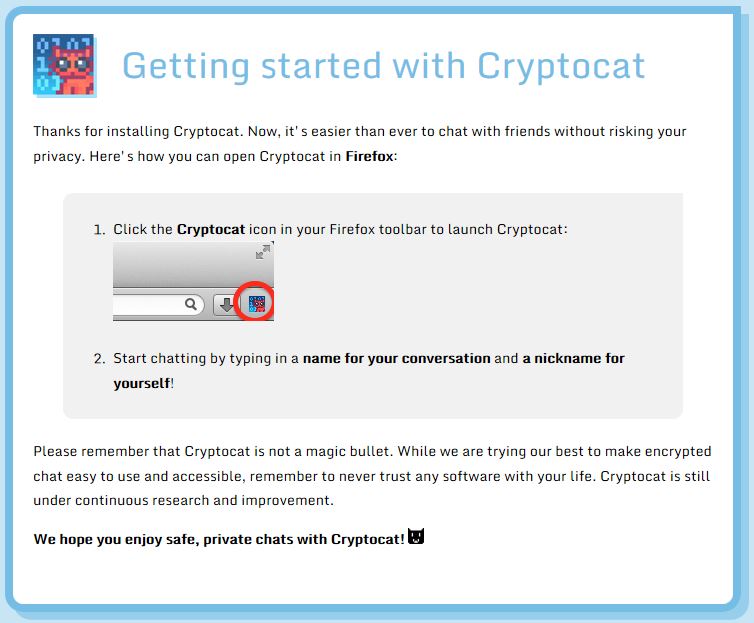 Getting started with Cryptocat
Thanks for installing Cryptocat. Now, it's easier than ever to chat with friends without risking your
privacy. Here's how you can open Cryptocat in Firefox:
1. Click the Cryptocat icon in your Firefox toolbar to launch Cryptocat:
2. Start chatting by typing in a name for your conversation and a nickname for
yourself!
Please remember that Cryptocat is not a magic bullet. While we are trying our best to make encrypted
chat easy to use and accessible, remember to never trust any software with your life. Cryptocat is still
under continuous research and improvement.
We hope you enjoy safe, private chats with Cryptocat!